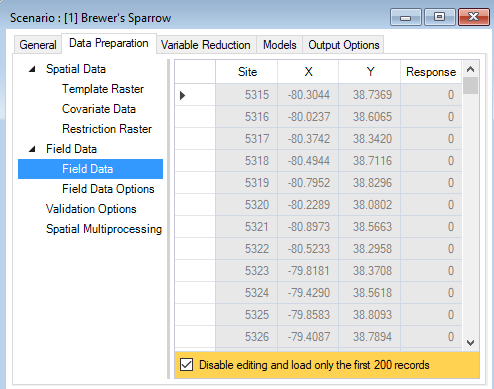 Scenario : [1] Brewer's Sparrow
General Data Preparation Variable Reduction Models Output Options
Spatial Data
Template Raster
Covariate Data
Restriction Raster
Field Data
Field Data
Field Data Options
Validation Options
Spatial Multiprocessing
Site X Y Response
5315 -80.3044 38.7369 0
5316 -80.0237 38.6065 0
5317 -80.3742 38.3420 0
5318 -80.4944 38.7116 0
5319 -80.7952 38.8296 0
5320 -80.2289 38.0802 0
5321 -80.8973 38.5663 0
5322 -80.5233 38.2958 0
5323 -79.8181 38.3708 0
5324 -79.4290 38.5618 0
5325 -79.8583 38.8093 0
5326 -79.4087 38.7894 0
Disable editing and load only the first 200 records